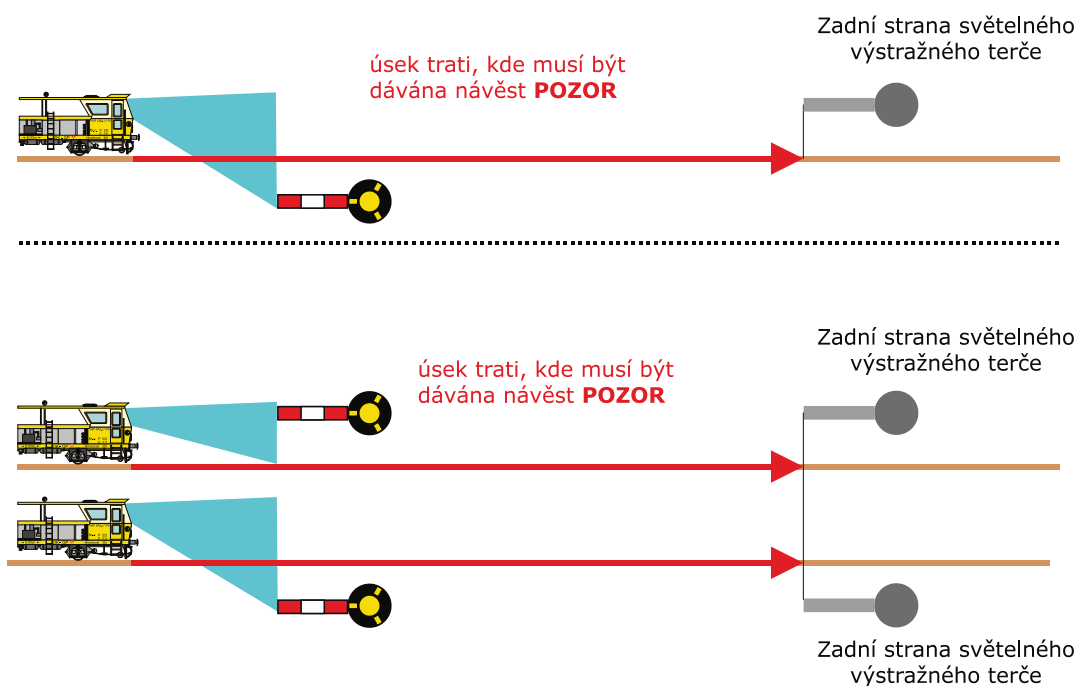 Zadní strana světelného
výstražného terče
úsek trati, kde musí být
dávána návěst POZOR
Zadní strana světelného
výstražného terče
úsek trati, kde musí být
dávána návěst POZOR
Zadní strana světelného
výstražného terče